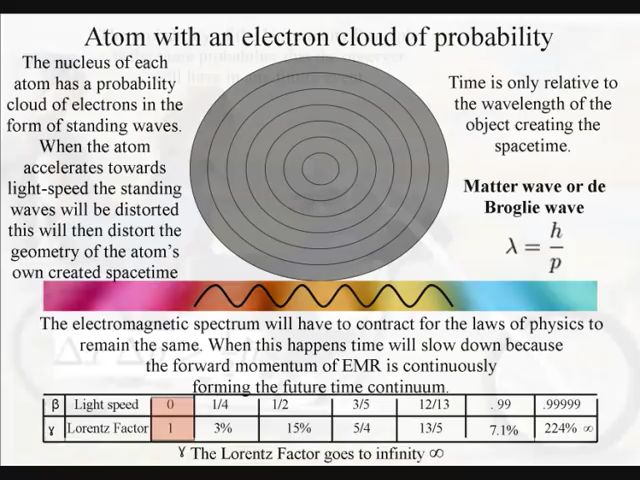 Atom with an electron cloud of probability
The nucleus of each
atom has a probability
cloud of electrons in the
form of standing waves.
When the atom
accelerates towards
light-speed the standing
waves will be distorted
this will then distort the
geometry of the atom's
own created spacetime
Time is only relative to
the wavelength of the
object creating the
spacetime.
Matter wave or de
Broglie wave
λ = h/p
The electromagnetic spectrum will have to contract for the laws of physics to
remain the same. When this happens time will slow down because
the forward momentum of EMR is continuously
forming the future time continuum.
β Light speed 0 1/4 1/2 3/5 12/13 .99 .99999
γ Lorentz Factor 1 3% 15% 5/4 13/5 7.1% 224% ∞
γ The Lorentz Factor goes to infinity ∞